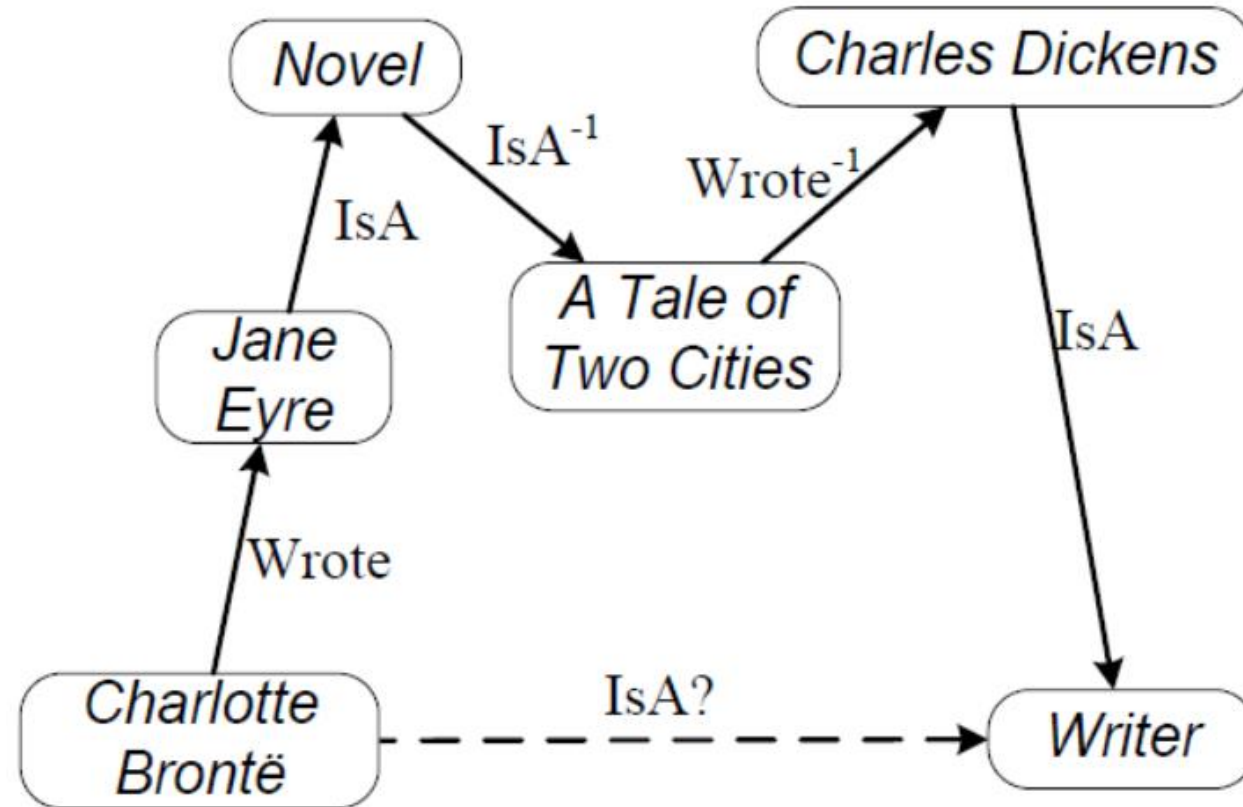 Novel
Charles Dickens
IsA⁻¹
Wrote⁻¹
IsA
A Tale of
Two Cities
Jane
Eyre
IsA
Wrote
Charlotte
Brontë
IsA?
Writer